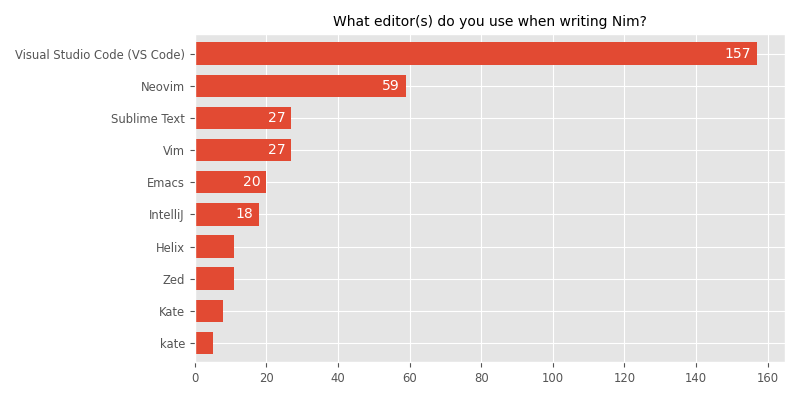 What editor(s) do you use when writing Nim?
Visual Studio Code (VS Code) 157
Neovim 59
Sublime Text 27
Vim 27
Emacs 20
IntelliJ 18
Helix
Zed
Kate
kate
0 20 40 60 80 100 120 140 160